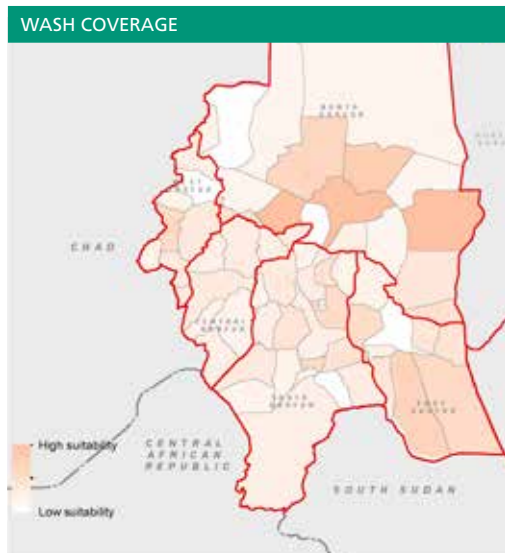 WASH COVERAGE
NORTH
DARFUR
WEST
DARFUR
CHAD
CENTRAL
DARFUR
SOUTH
DARFUR
EAST
DARFUR
High suitability
CENTRAL
AFRICAN
REPUBLIC
SOUTH SUDAN
Low suitability